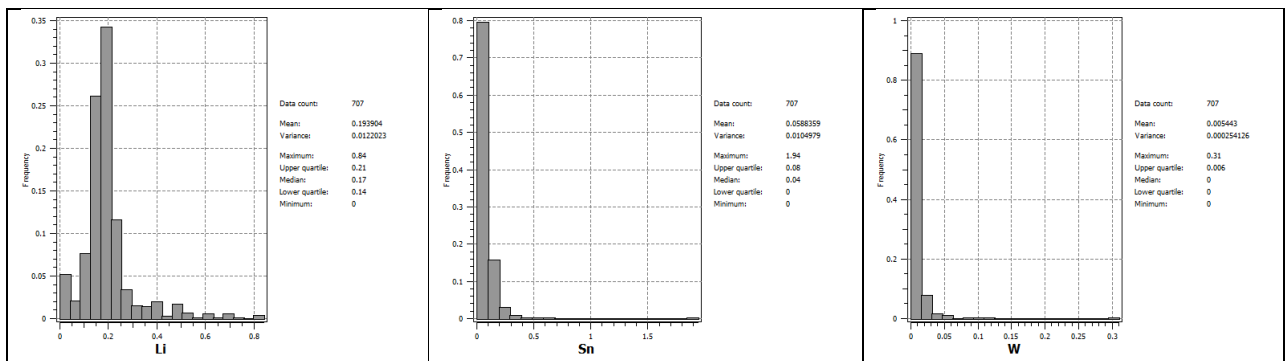 0.35
0.3
0.25
0.2
0.15
0.1
0.05
0
Frequency
0 0.2 0.4 0.6 0.8
Li
Data count: 707
Mean: 0.193904
Variance: 0.0122023
Maximum: 0.84
Upper quartile: 0.21
Median: 0.17
Lower quartile: 0.14
Minimum: 0
0.8
0.7
0.6
0.5
0.4
0.3
0.2
0.1
0
Frequency
0 0.5 1 1.5
Sn
Data count: 707
Mean: 0.0588359
Variance: 0.0104979
Maximum: 1.94
Upper quartile: 0.08
Median: 0.04
Lower quartile: 0
Minimum: 0
1
0.8
0.6
0.4
0.2
0
Frequency
0 0.05 0.1 0.15 0.2 0.25 0.3
W
Data count: 707
Mean: 0.005443
Variance: 0.000254126
Maximum: 0.31
Upper quartile: 0.006
Median: 0
Lower quartile: 0
Minimum: 0